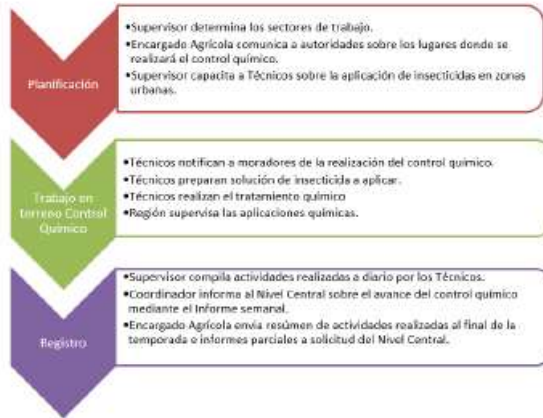 Planificación
•Supervisor determina los sectores de trabajo.
•Encargado Agrícola comunica a autoridades sobre los lugares donde se
realizará el control químico.
•Supervisor capacita a Técnicos sobre la aplicación de insecticidas en zonas
urbanas.
Trabajo en
terreno Control
Químico
•Técnicos notifican a moradores de la realización del control químico.
•Técnicos preparan solución de insecticida a aplicar.
•Técnicos realizan el tratamiento químico
•Región supervisa las aplicaciones químicas.
Registro
•Supervisor compila actividades realizadas a diario por los Técnicos.
•Coordinador informa al Nivel Central sobre el avance del control químico
mediante el Informe semanal.
•Encargado Agrícola envía resúmen de actividades realizadas al final de la
temporada e informes parciales a solicitud del Nivel Central.